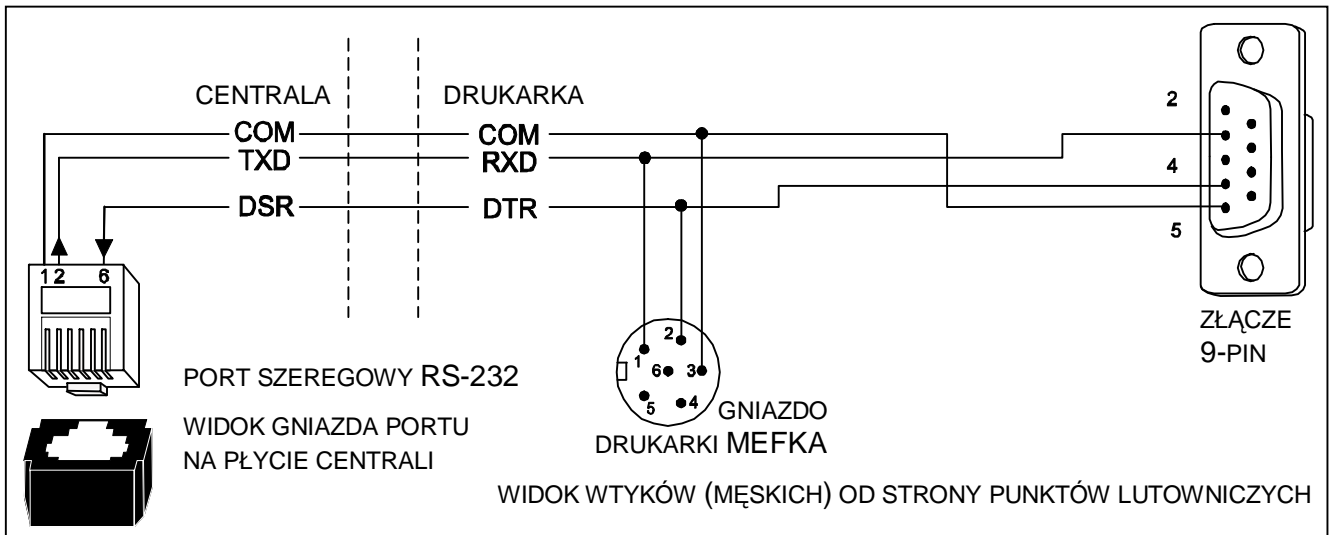 CENTRALA
DRUKARKA
COM
COM
TXD
RXD
DSR
DTR
2
4
5
1 2 6
ZŁĄCZE
9-PIN
PORT SZEREGOWY RS-232
1
2
3
4
5
6
GNIAZDO
DRUKARKI MEFKA
WIDOK GNIAZDA PORTU
NA PŁYCIE CENTRALI
WIDOK WTYKÓW (MĘSKICH) OD STRONY PUNKTÓW LUTOWNICZYCH